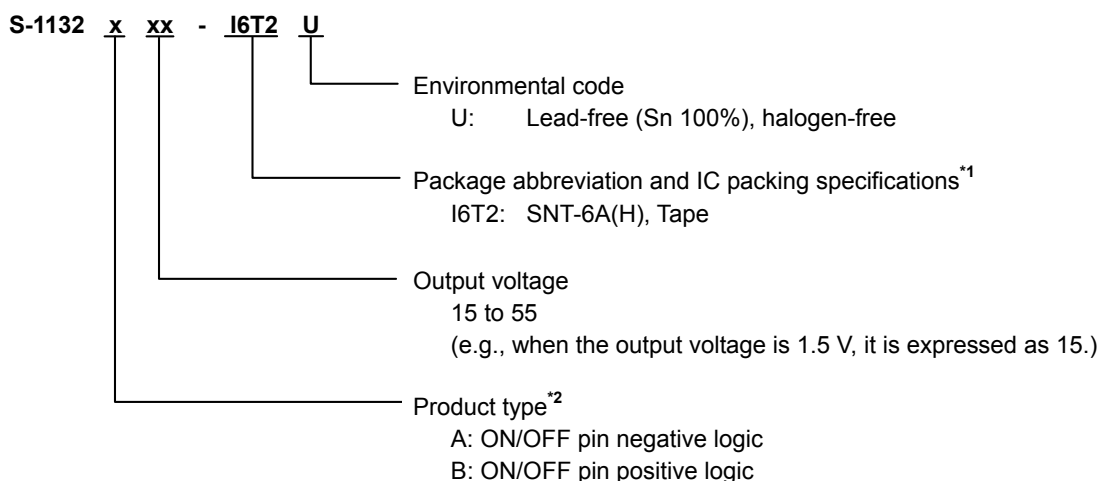 S-1132 x xx - I6T2 U
Environmental code
U: Lead-free (Sn 100%), halogen-free
Package abbreviation and IC packing specifications*1
I6T2: SNT-6A(H), Tape
Output voltage
15 to 55
(e.g., when the output voltage is 1.5 V, it is expressed as 15.)
Product type*2
A: ON/OFF pin negative logic
B: ON/OFF pin positive logic